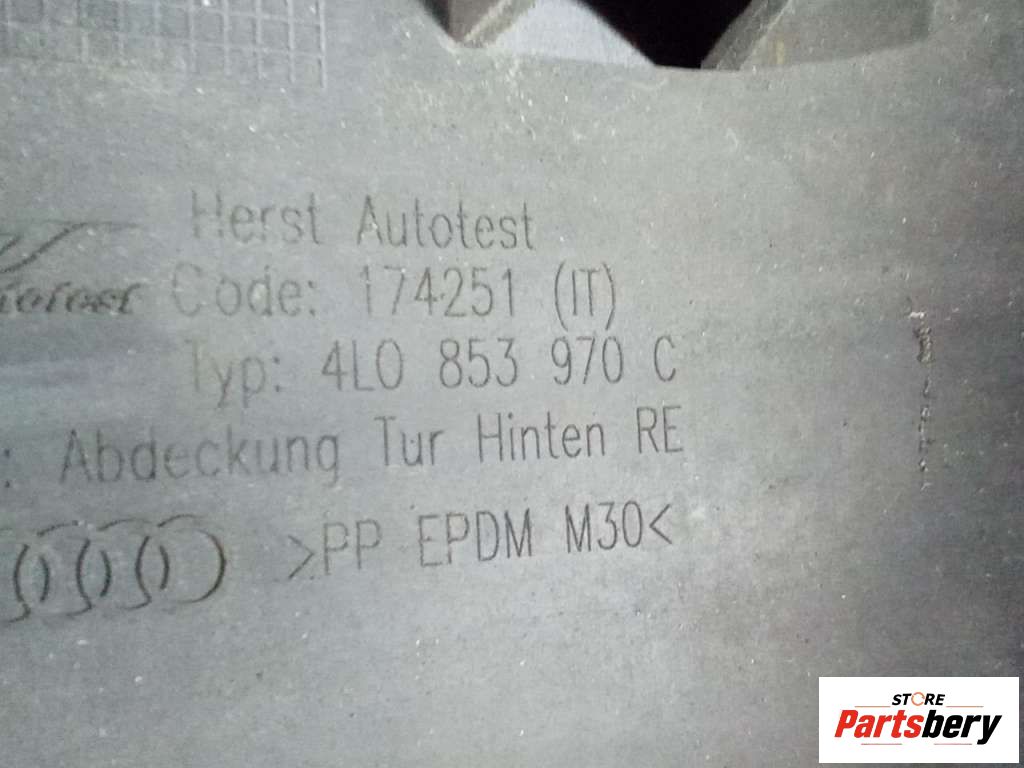 Herst Autotest
Code: 174251 (IT)
Typ: 4L0 853 970 C
: Abdeckung Tur Hinten RE
>PP EPDM M30<
STORE
Partsbery